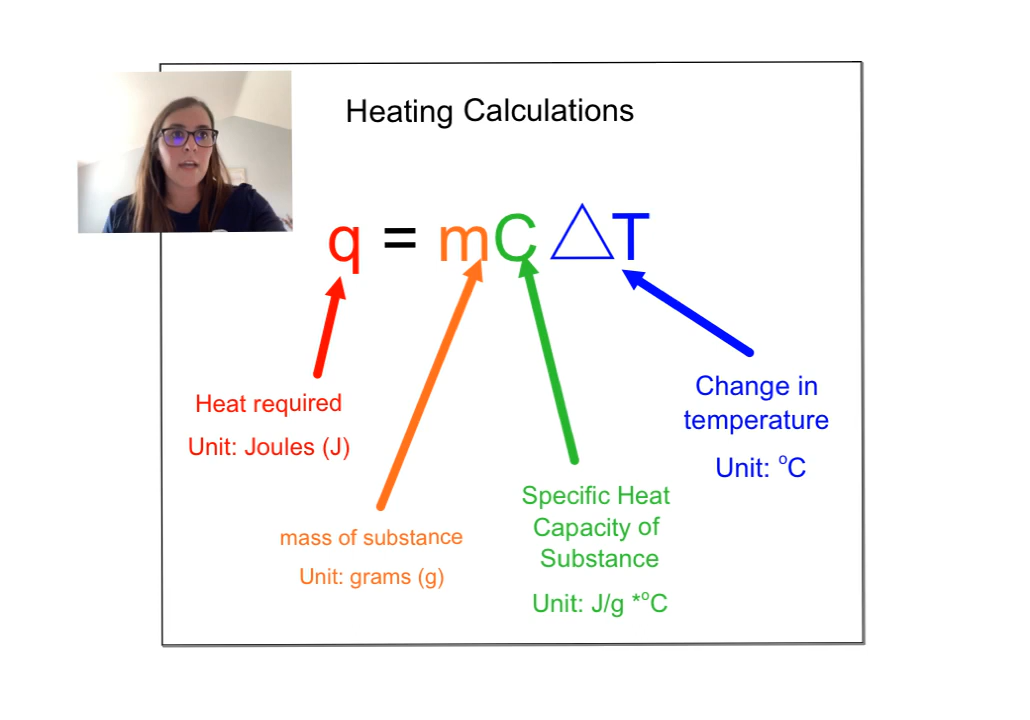 Heating Calculations
q = mC △T
Heat required
Unit: Joules (J)
mass of substance
Unit: grams (g)
Specific Heat
Capacity of
Substance
Unit: J/g *°C
Change in
temperature
Unit: °C